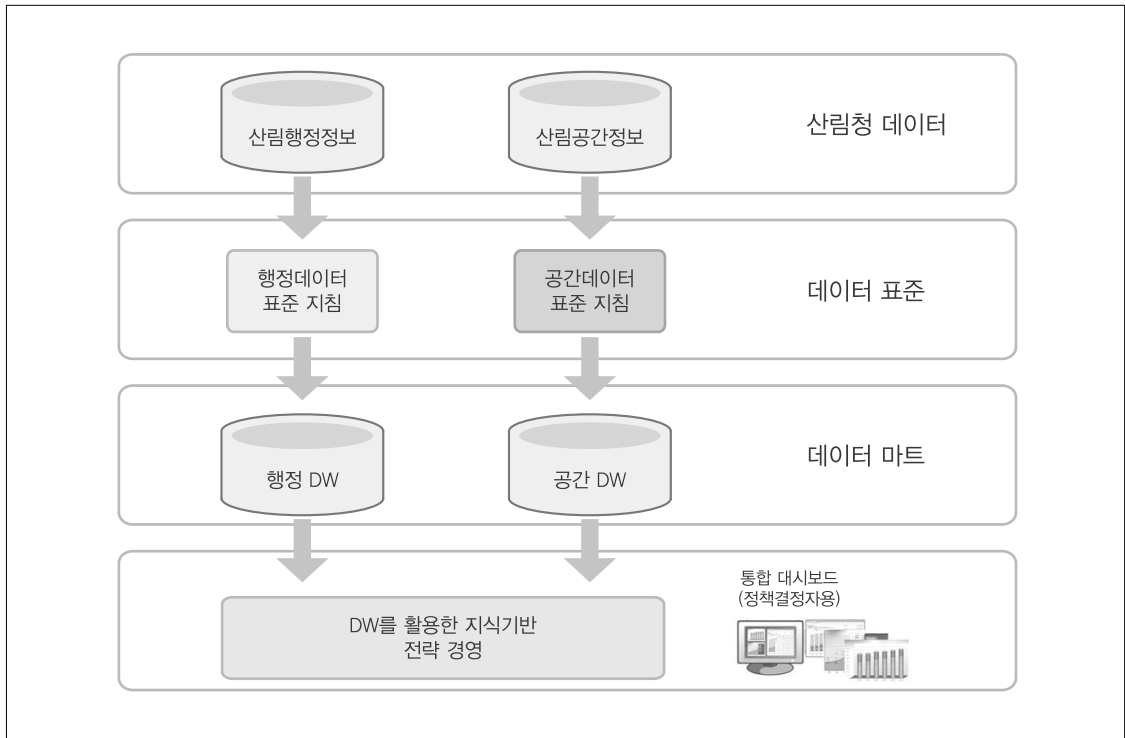 산림행정정보
산림공간정보
산림청 데이터
행정데이터
표준 지침
공간데이터
표준 지침
데이터 표준
행정 DW
공간 DW
데이터 마트
DW를 활용한 지식기반
전략 경영
통합 대시보드
(정책결정자용)